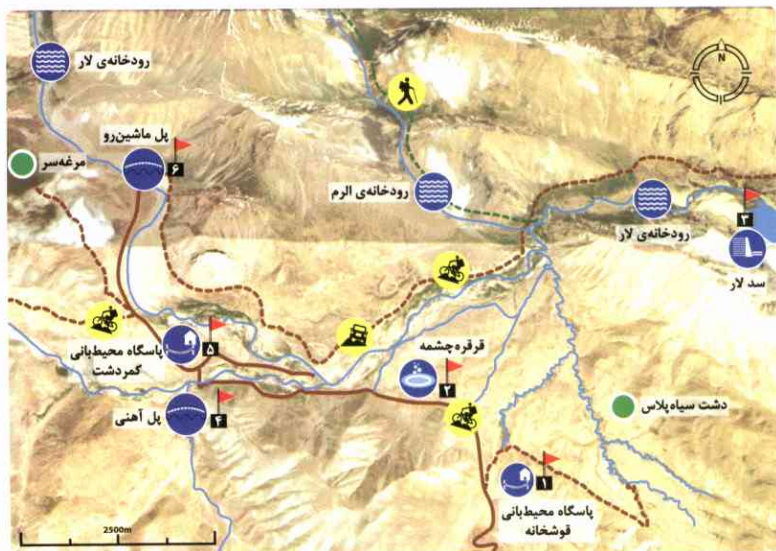 N
رودخانه‌ی لار
پل ماشین‌رو
۶
مرغه‌سر
رودخانه‌ی الرم
رودخانه‌ی لار
۳
سد لار
قرقره‌چشمه
۲
۵
پاسگاه محیط‌بانی
کمردشت
۴
پل آهنی
دشت سیاه‌پلاس
۱
پاسگاه محیط‌بانی
قوشخانه
2500m